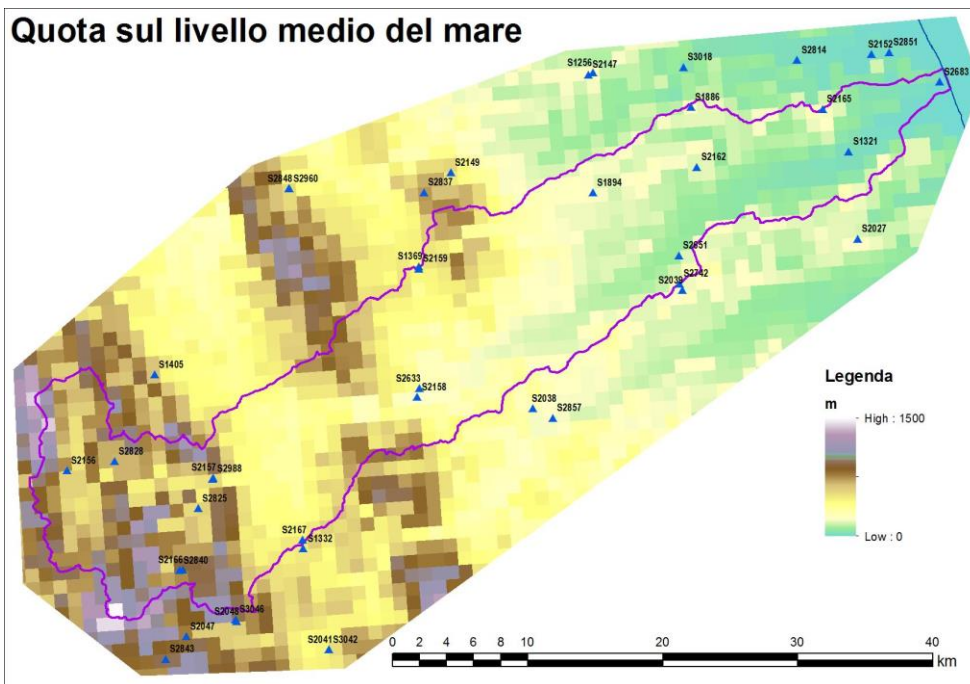 Quota sul livello medio del mare
S2152 S2851
S2814
S3018
S1256 S2147
S2683
S1886
S2165
S1321
S2149
S2162
S2848 S2960
S2837
S1894
S2027
S2651
S1369
S2159
S2742
S2039
S1405
Legenda
m
High : 1500
Low : 0
S2633
S2158
S2038
S2857
S2828
S2156
S2157 S2988
S2825
S2167
S1332
S2166 S2840
S2048 S3046
S2047
S2041 S3042
S2843
0 2 4 6 8 10 20 30 40
km